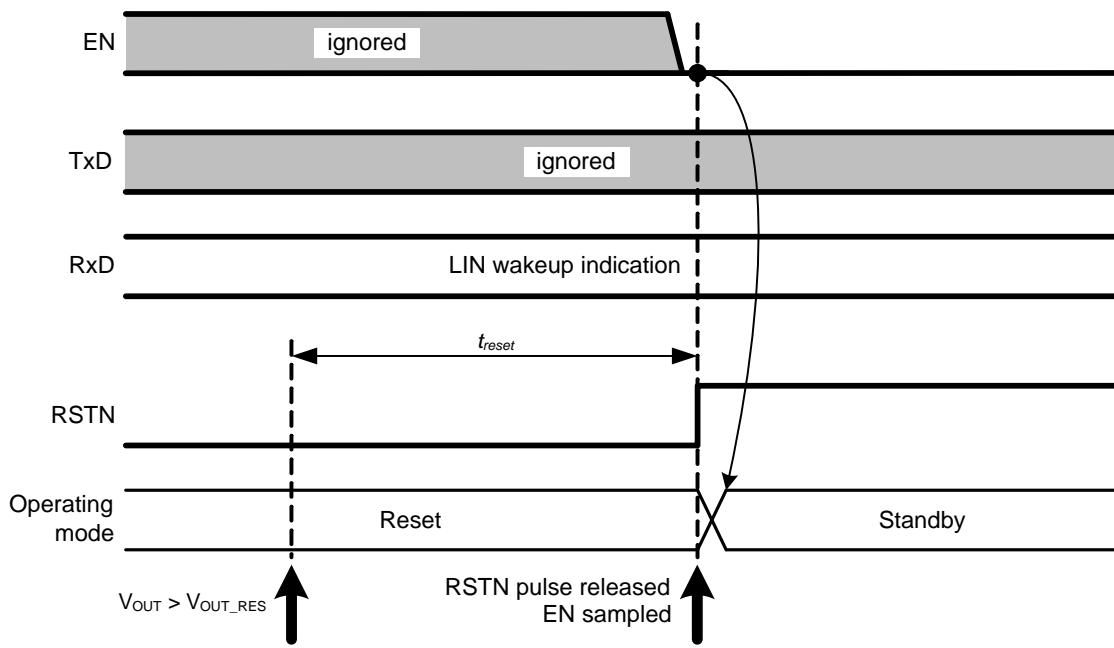 EN
ignored
TxD
ignored
RxD
LIN wakeup indication
treset
RSTN
Operating
mode
Reset
Standby
VOUT > VOUT_RES
RSTN pulse released
EN sampled